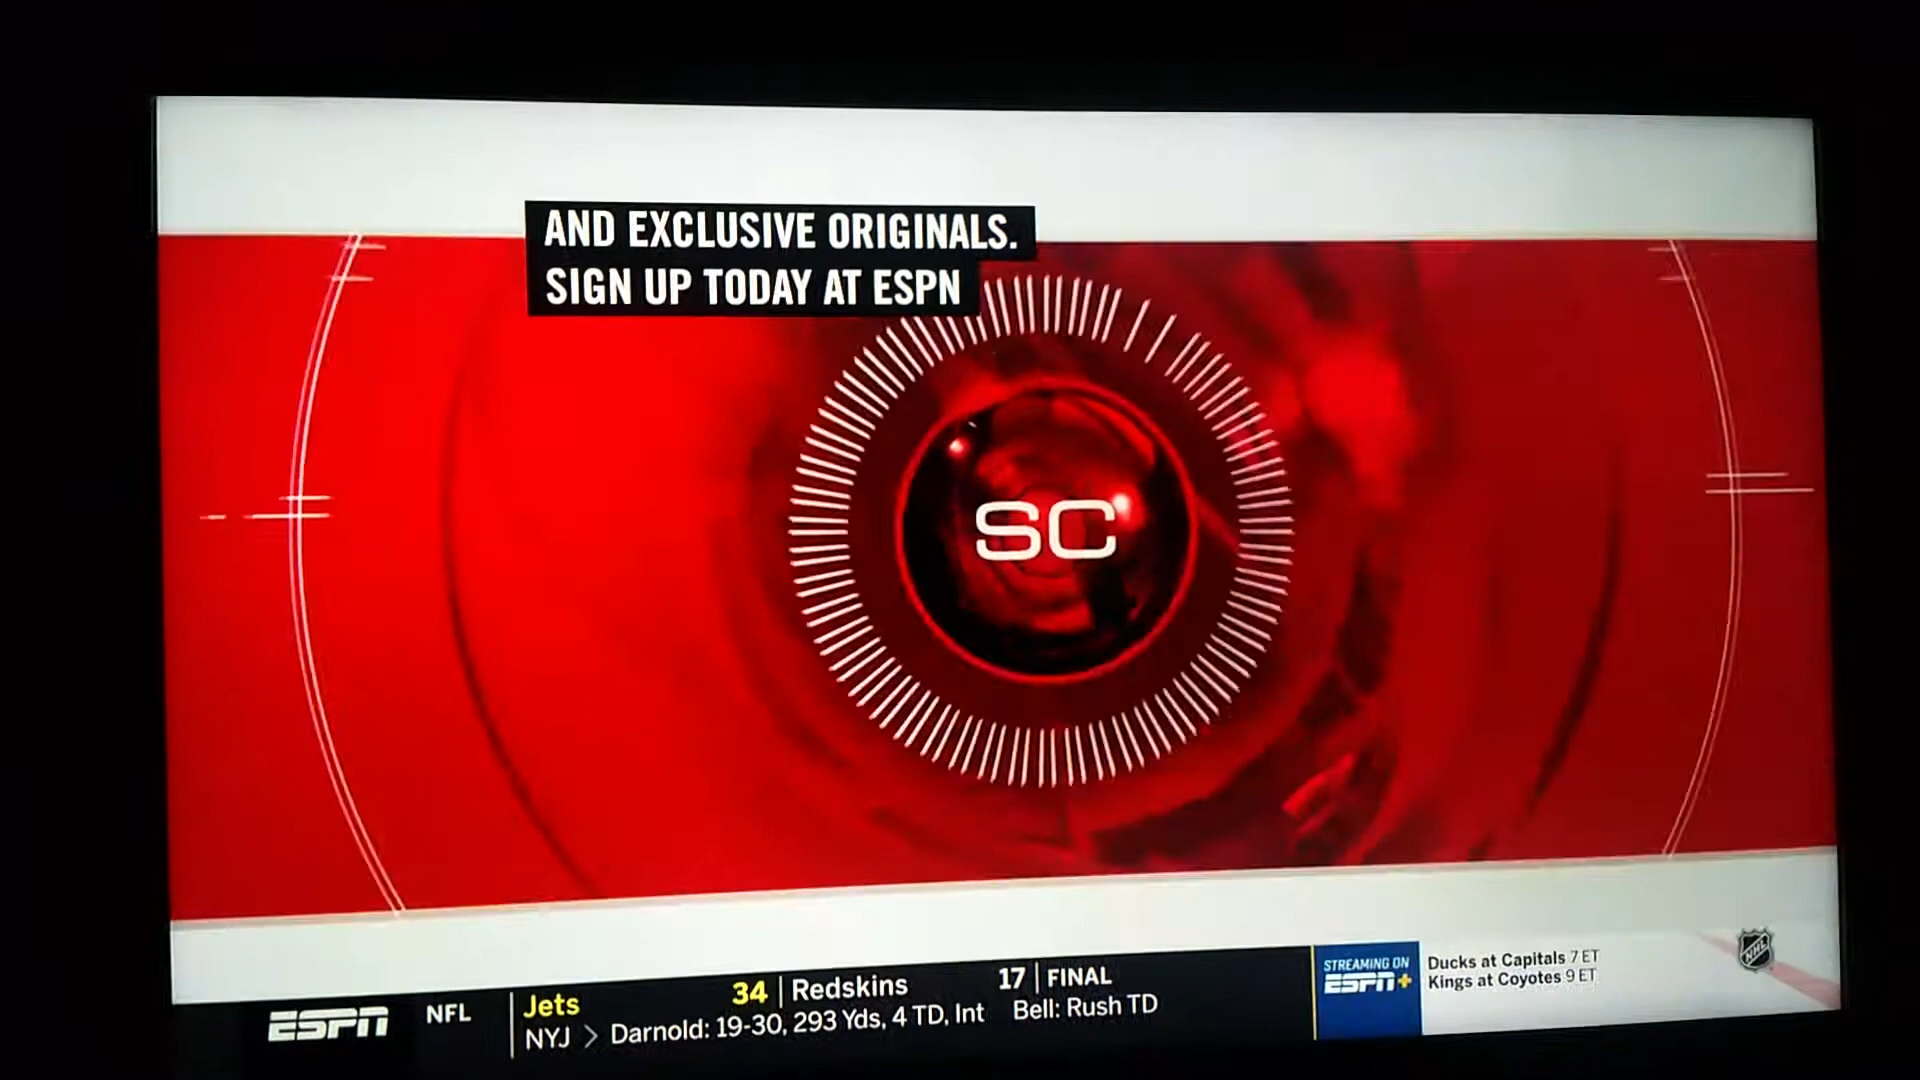 AND EXCLUSIVE ORIGINALS.
SIGN UP TODAY AT ESPN
SC
ESPN
NFL
Jets 34 Redskins 17 FINAL
NYJ > Darnold: 19-30, 293 Yds, 4 TD, Int Bell: Rush TD
STREAMING ON
ESPN+
Ducks at Capitals 7 ET
Kings at Coyotes 9 ET
NHL